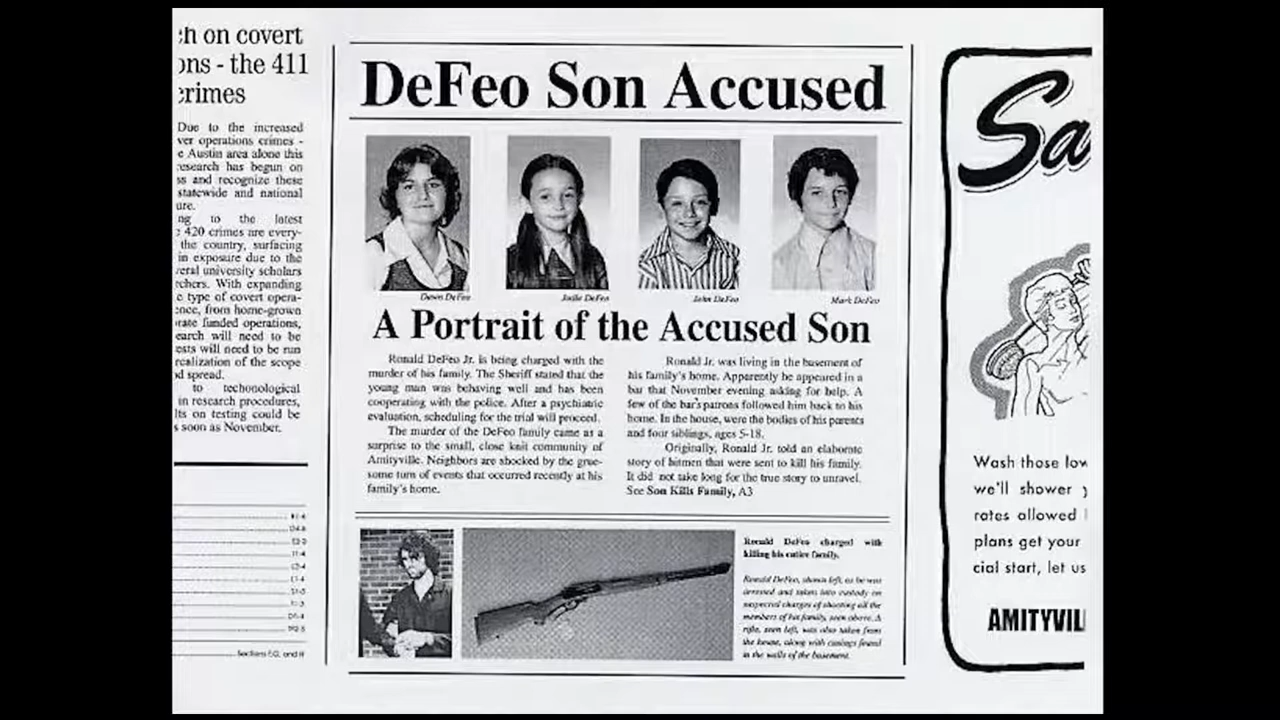 ch on covert
ons - the 411
crimes
Due to the increased
ver operations crimes -
e Austin area alone this
esearch has begun on
ss and recognize these
statewide and national
ure.
ng to the latest
420 crimes are every-
the country, surfacing
in exposure due to the
veral university scholars
rchers. With expanding
e type of covert opera-
ence, from home-grown
rate funded operations,
earch will need to be
ests will need to be run
realization of the scope
d spread.
to techonological
in research procedures,
lts on testing could be
s soon as November.
DeFeo Son Accused
Dawn DeFeo
Jodie DeFeo
John DeFeo
Mark DeFeo
A Portrait of the Accused Son
Ronald DeFeo Jr. is being charged with the
murder of his family. The Sheriff stated that the
young man was behaving well and has been
cooperating with the police. After a psychiatric
evaluation, scheduling for the trial will proceed.
The murder of the DeFeo family came as a
surprise to the small, close knit community of
Amityville. Neighbors are shocked by the grue-
some turn of events that occurred recently at his
family's home.
Ronald Jr. was living in the basement of
his family's home. Apparently he appeared in a
bar that November evening asking for help. A
few of the bar's patrons followed him back to his
home. In the house, were the bodies of his parents
and four siblings, ages 5-18.
Originally, Ronald Jr. told an elaborate
story of hitmen that were sent to kill his family.
It did not take long for the true story to unravel.
See Son Kills Family, A3
Ronald DeFeo charged with
killing his entire family.
Ronald DeFeo, shown left, as he was
arrested and taken into custody on
suspected charges of shooting all the
members of his family, seen above. A
rifle, seen left, was also taken from
the house, along with casings found
in the walls of the basement.
Sa
Wash those low
we'll shower y
rates allowed
plans get your
cial start, let us
AMITYVIL